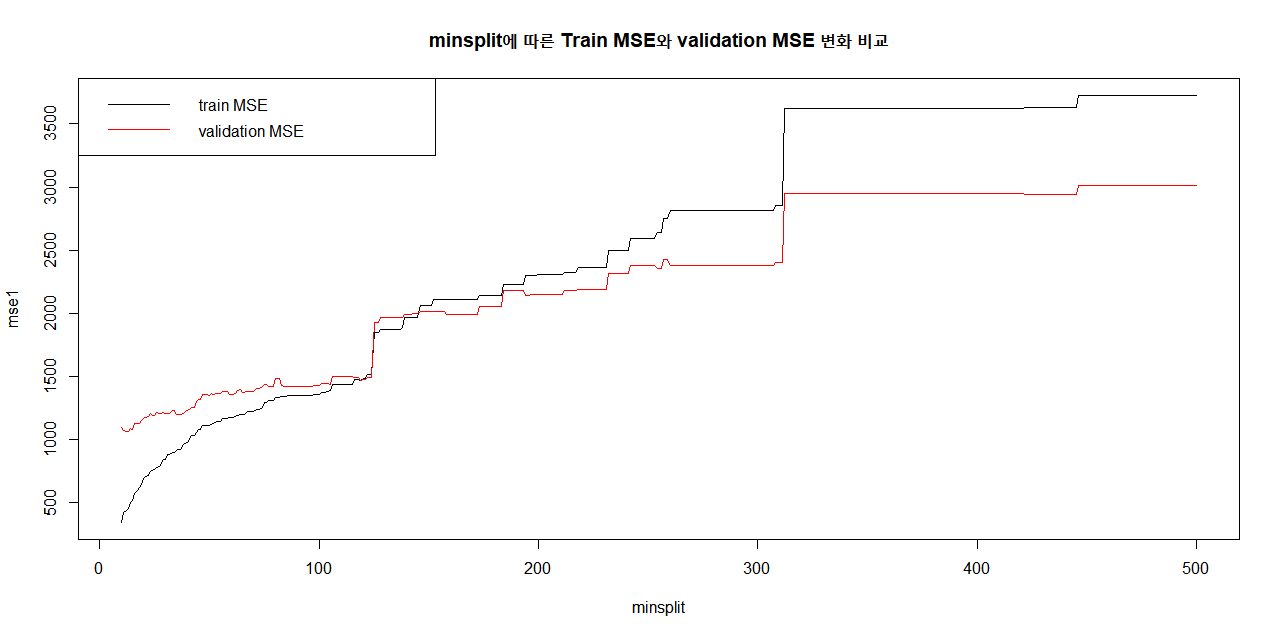 minsplit에 따른 Train MSE와 validation MSE 변화 비교
train MSE
validation MSE
3500
3000
2500
2000
1500
1000
500
mse1
0 100 200 300 400 500
minsplit